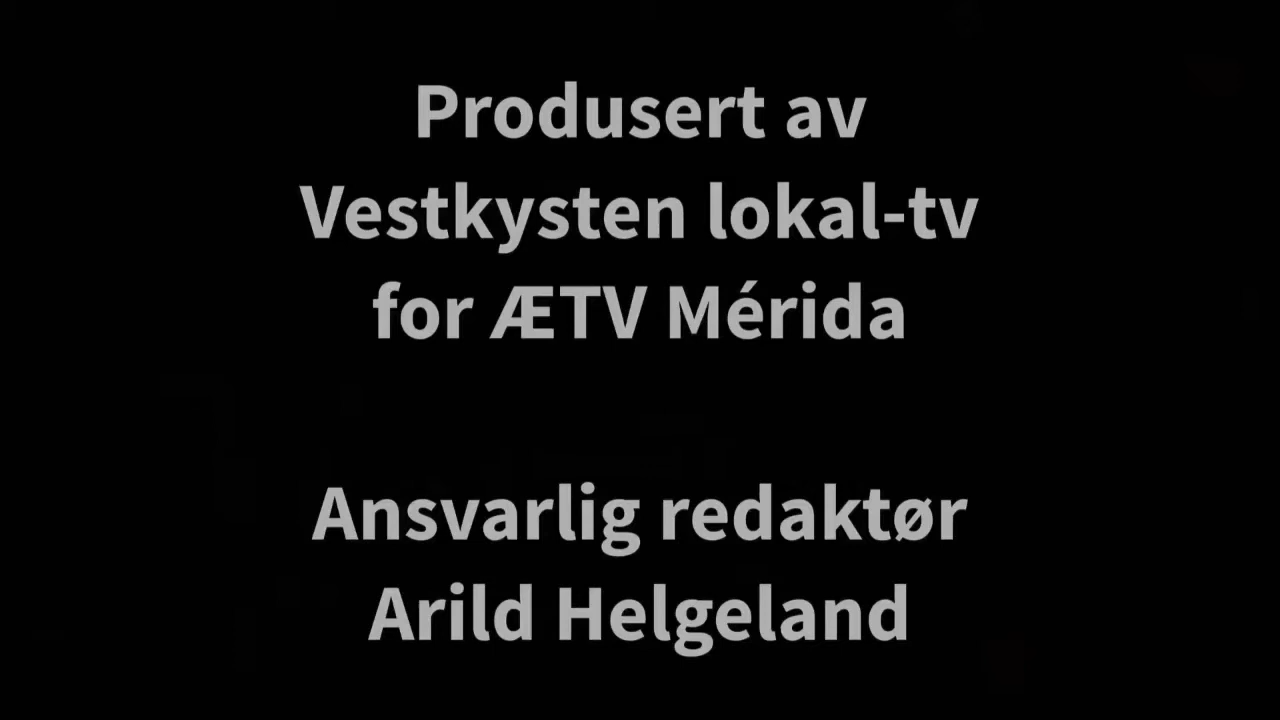 Produsert av
Vestkysten lokal-tv
for ÆTV Mérida
Ansvarlig redaktør
Arild Helgeland